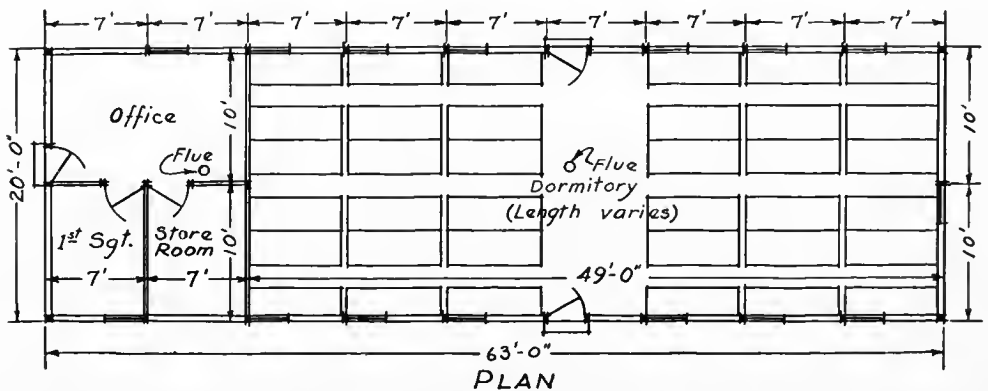 7' 7' 7' 7' 7' 7' 7' 7' 7'
Office
10'
10'
Flue
Flue
20'-0"
Dormitory
(Length varies)
1st Sgt.
Store
Room
10'
10'
7' 7'
49'-0"
63'-0"
PLAN